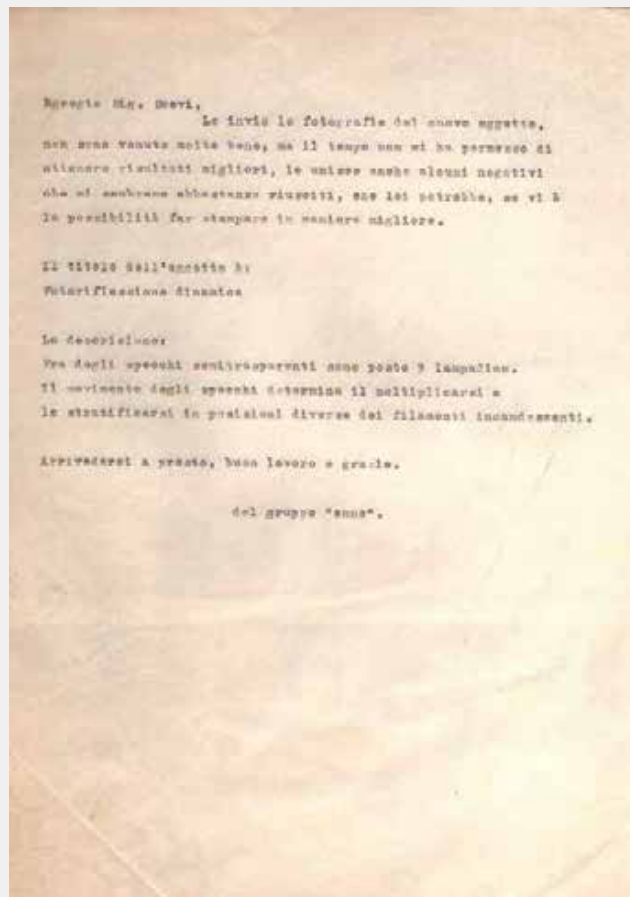 Egregio Sig.
Le invio le fotografie del nuovo oggetto,
non sono venute molto bene, ma il tempo non mi ha permesso di
ottenere risultati migliori, le unisco anche alcuni negativi
che mi sembrano abbastanza riusciti, che lei potrebbe, se vi è
la possibilità far stampare in maniera migliore.
Il titolo dell'oggetto è:
Fotoriflessione dinamica
La descrizione:
Fra degli specchi semitrasparenti sono poste 9 lampadine.
Il movimento degli specchi determina il moltiplicarsi e
lo stratificarsi in posizioni diverse dei filamenti incandescenti.
Arrivederci a presto, buon lavoro e grazie.
del gruppo "enne".